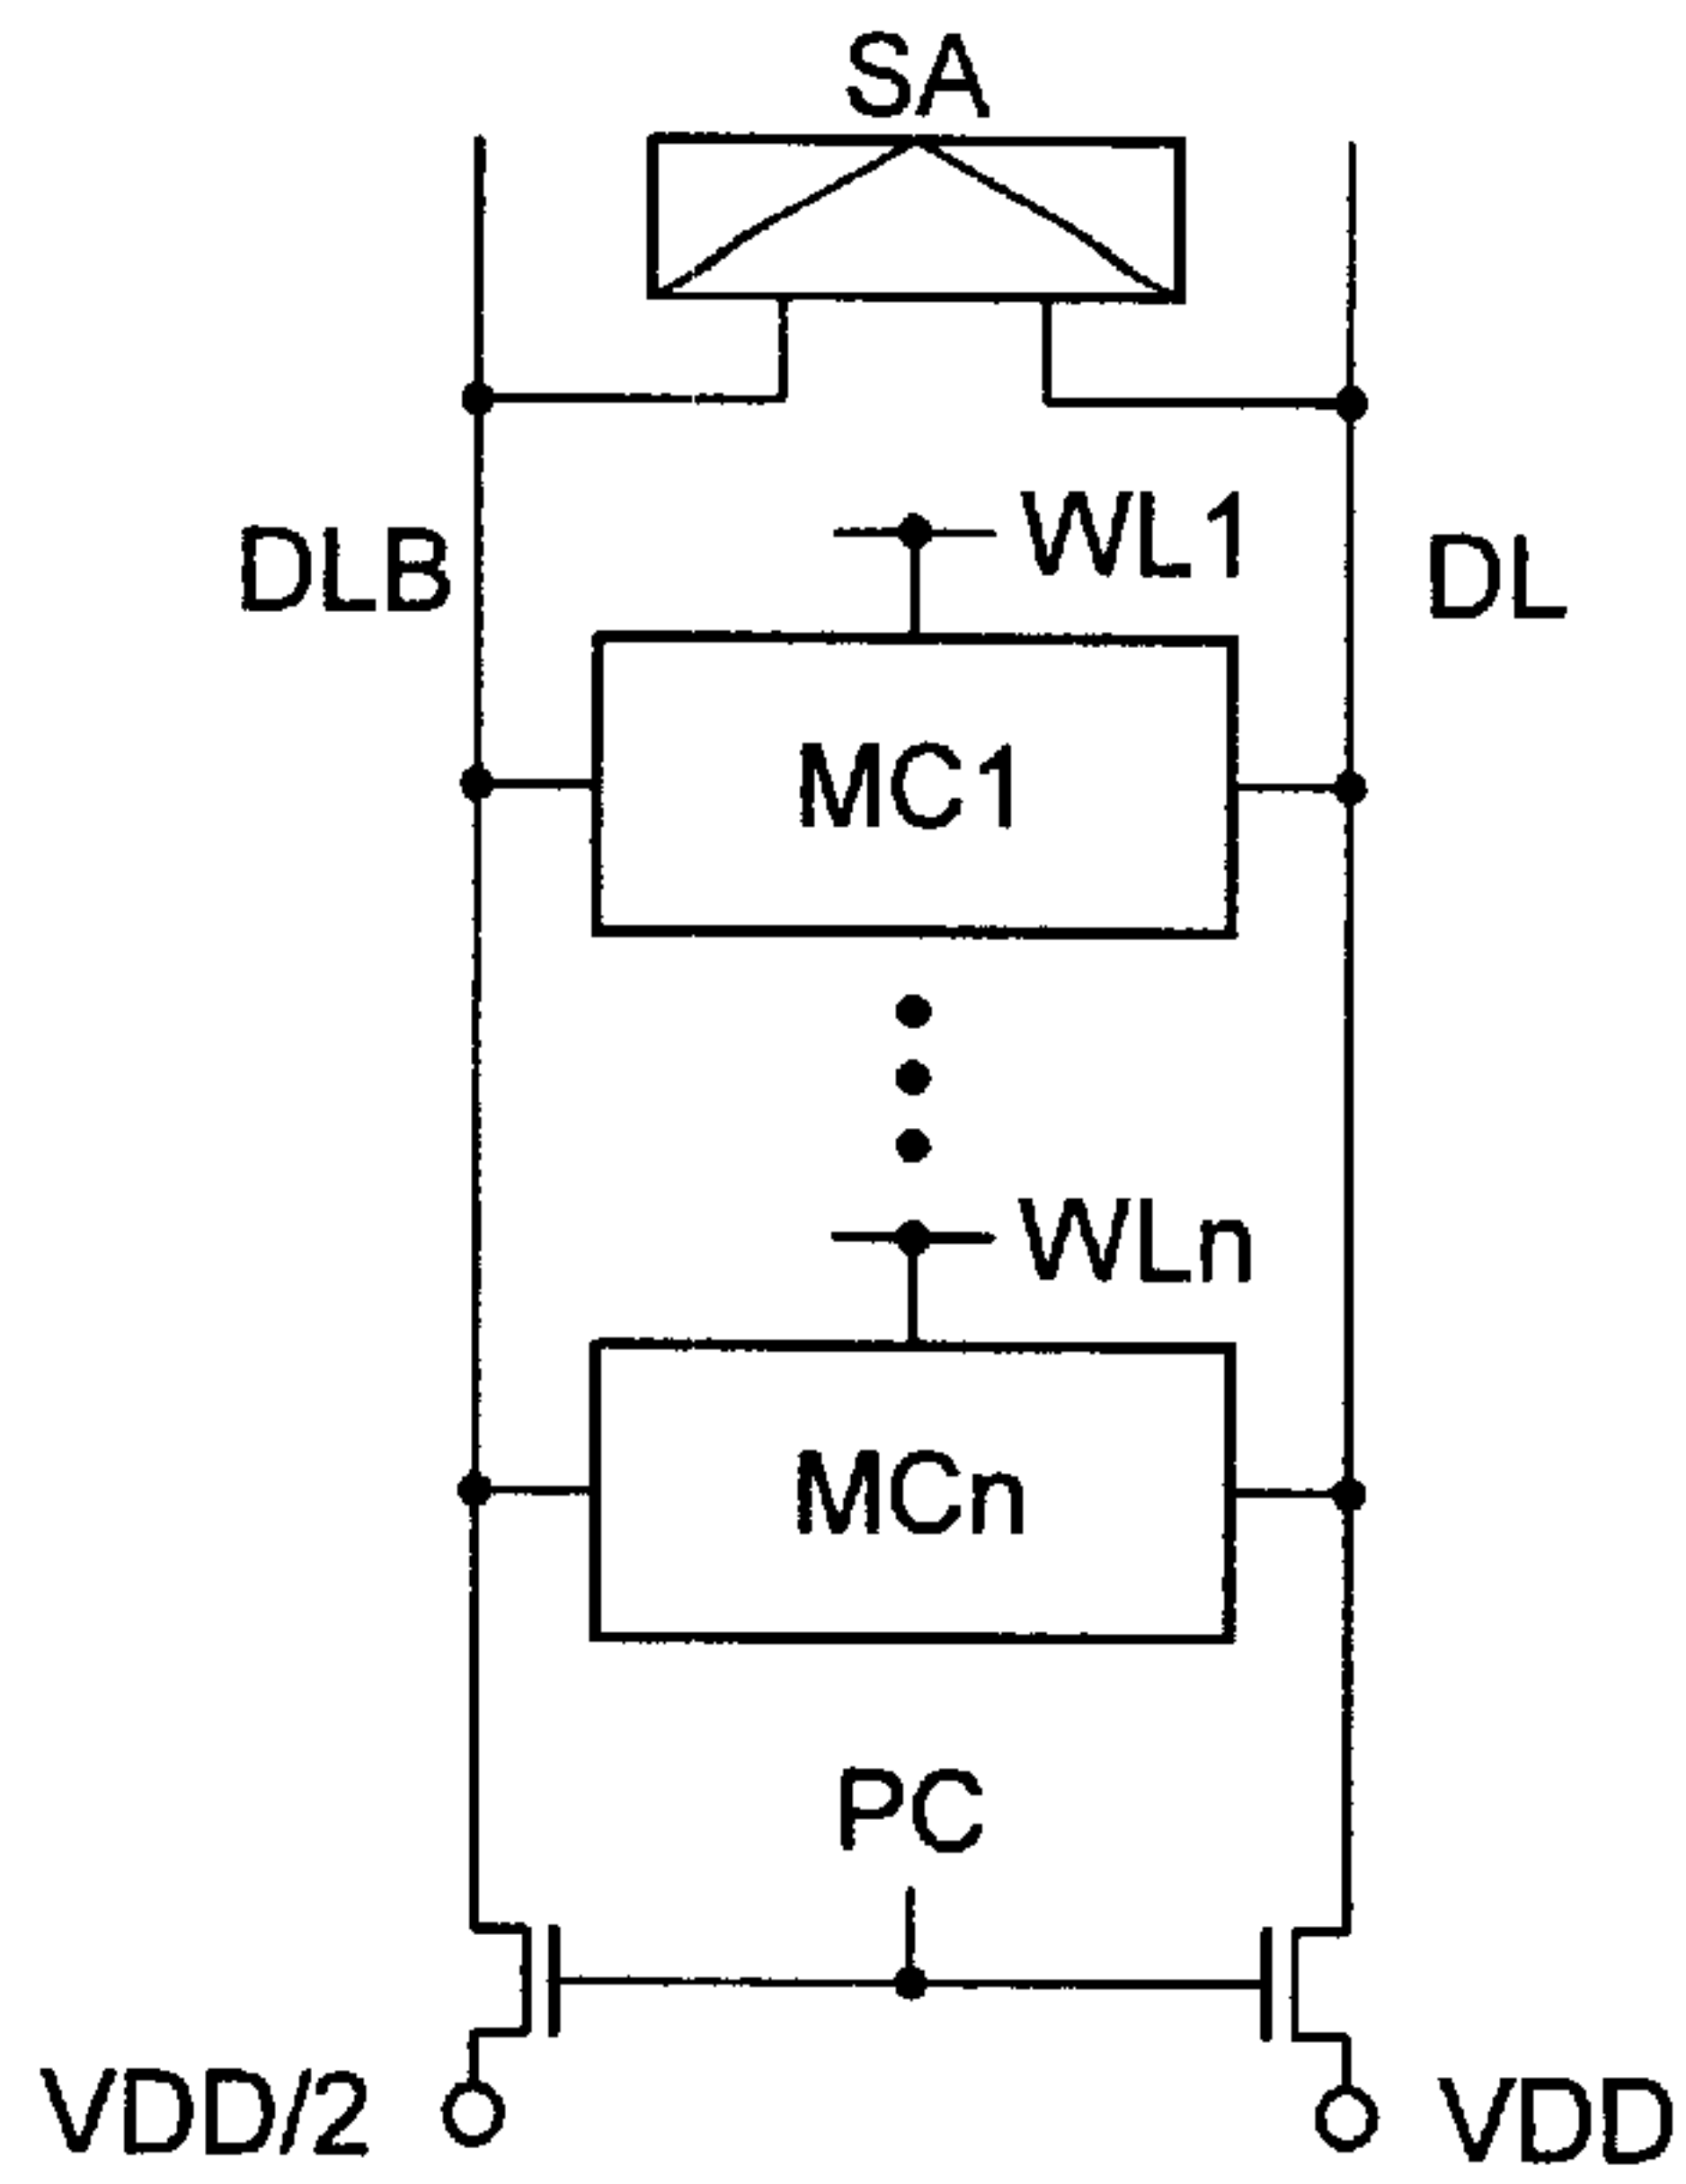 SA
WL1
DLB
DL
MC1
WLn
MCn
PC
VDD/2
VDD